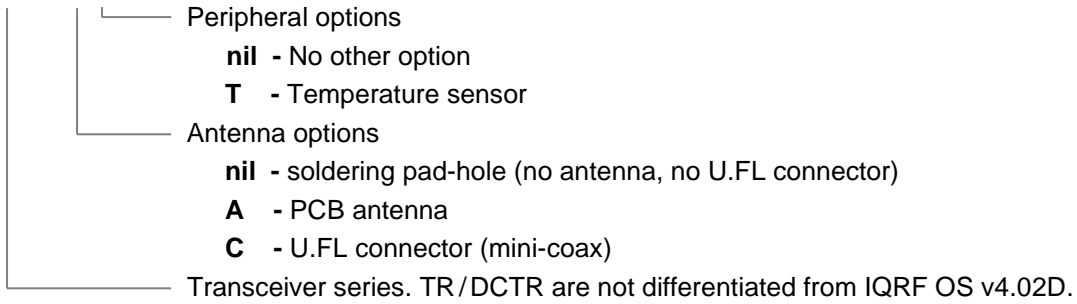 Peripheral options
nil - No other option
T - Temperature sensor
Antenna options
nil - soldering pad-hole (no antenna, no U.FL connector)
A - PCB antenna
C - U.FL connector (mini-coax)
Transceiver series. TR/DCTR are not differentiated from IQRF OS v4.02D.